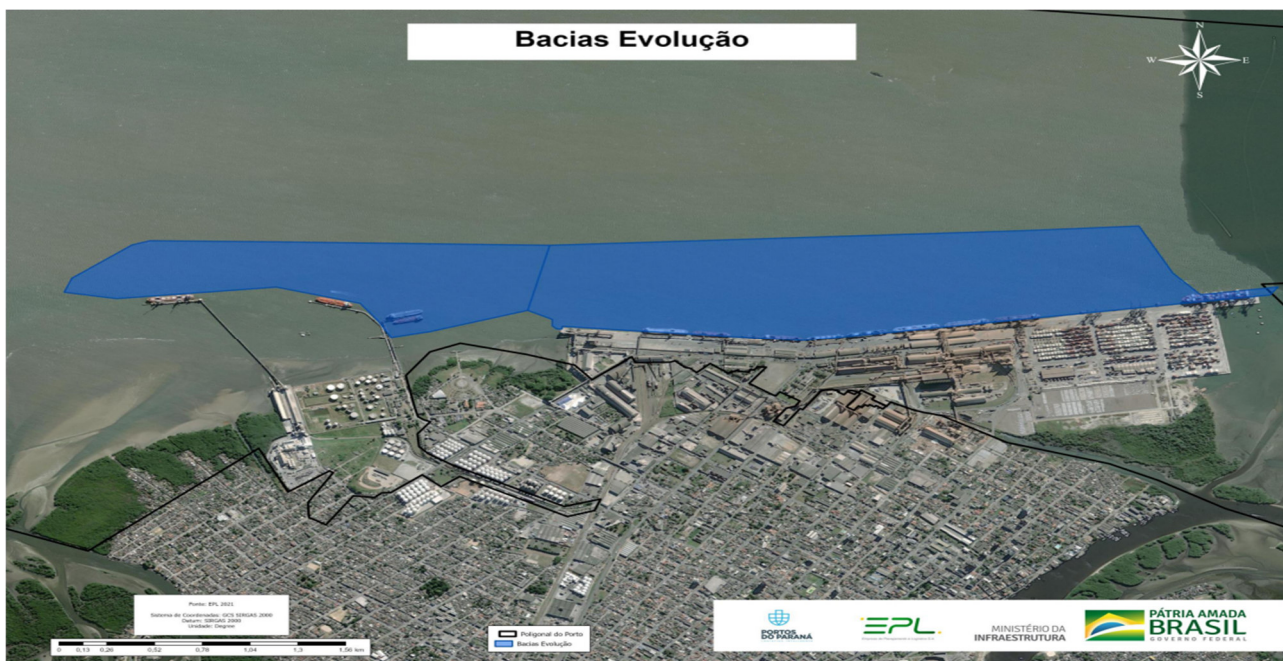 Bacias Evolução
N
W
E
S
Fonte: EPL 2021
Sistema de Coordenadas: GCS SIRGAS 2000
Datum: SIRGAS 2000
Unidade: Degree
0 0,13 0,26 0,52 0,78 1,04 1,3 1,56 km
Poligonal do Porto
Bacias Evolução
PORTOS
DO PARANÁ
EPL
MINISTÉRIO DA
INFRAESTRUTURA
PÁTRIA AMADA
BRASIL
GOVERNO FEDERAL